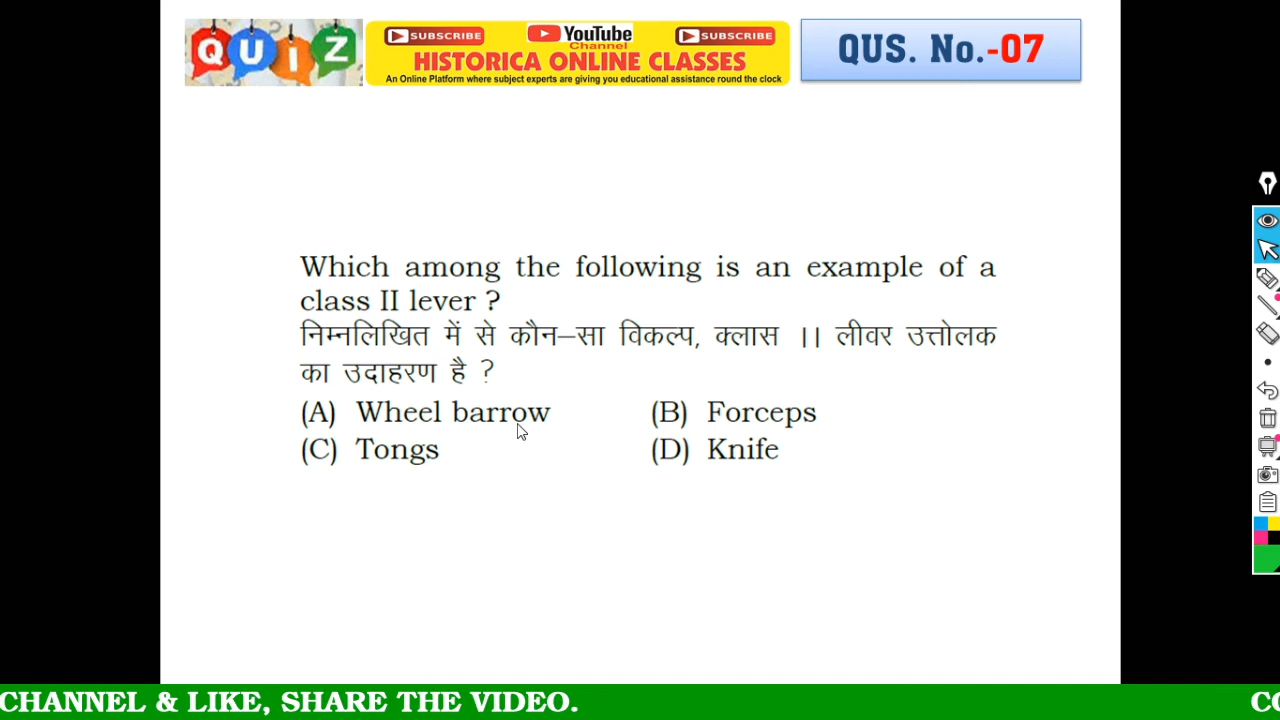 QUIZ
SUBSCRIBE
YouTube
Channel
SUBSCRIBE
HISTORICA ONLINE CLASSES
An Online Platform where subject experts are giving you educational assistance round the clock
QUS. No.-07
Which among the following is an example of a
class II lever ?
निम्नलिखित में से कौन–सा विकल्प, क्लास ।। लीवर उत्तोलक
का उदाहरण है ?
(A) Wheel barrow (B) Forceps
(C) Tongs (D) Knife
CHANNEL & LIKE, SHARE THE VIDEO. CO